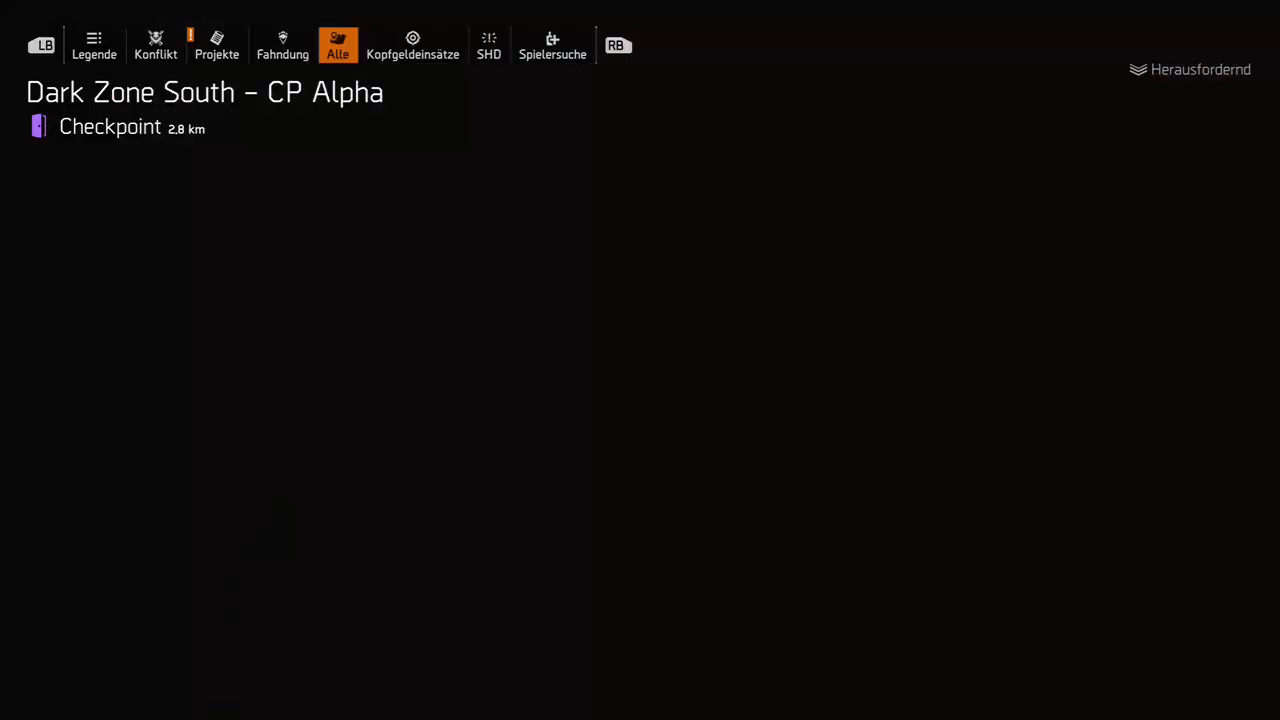 LB Legende Konflikt ! Projekte Fahndung Alle Kopfgeldeinsätze SHD Spielersuche RB
Herausfordernd
Dark Zone South - CP Alpha
Checkpoint 2,8 km